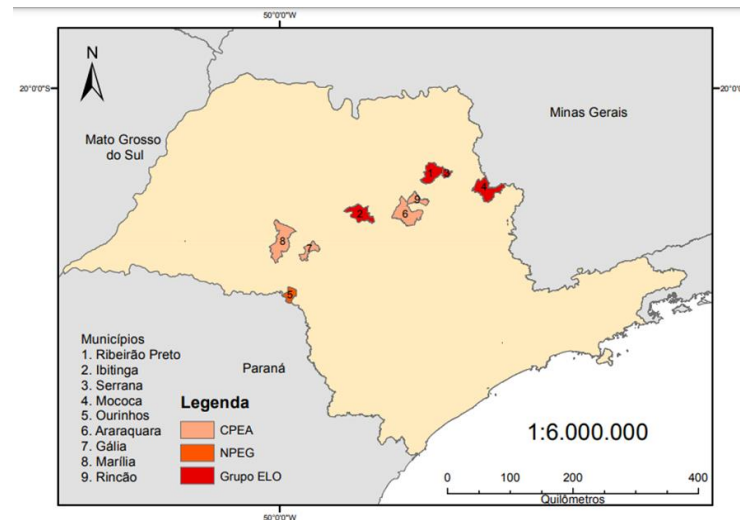 50°0'0"W
N
20°0'0"S
20°0'
Minas Gerais
Mato Grosso
do Sul
1
3
4
9
2
6
8
7
5
Paraná
Municípios
1. Ribeirão Preto
2. Ibitinga
3. Serrana
4. Mococa
5. Ourinhos
6. Araraquara
7. Gália
8. Marília
9. Rincão
Legenda
CPEA
NPEG
Grupo ELO
1:6.000.000
0 100 200 300 400
Quilômetros
50°0'0"W